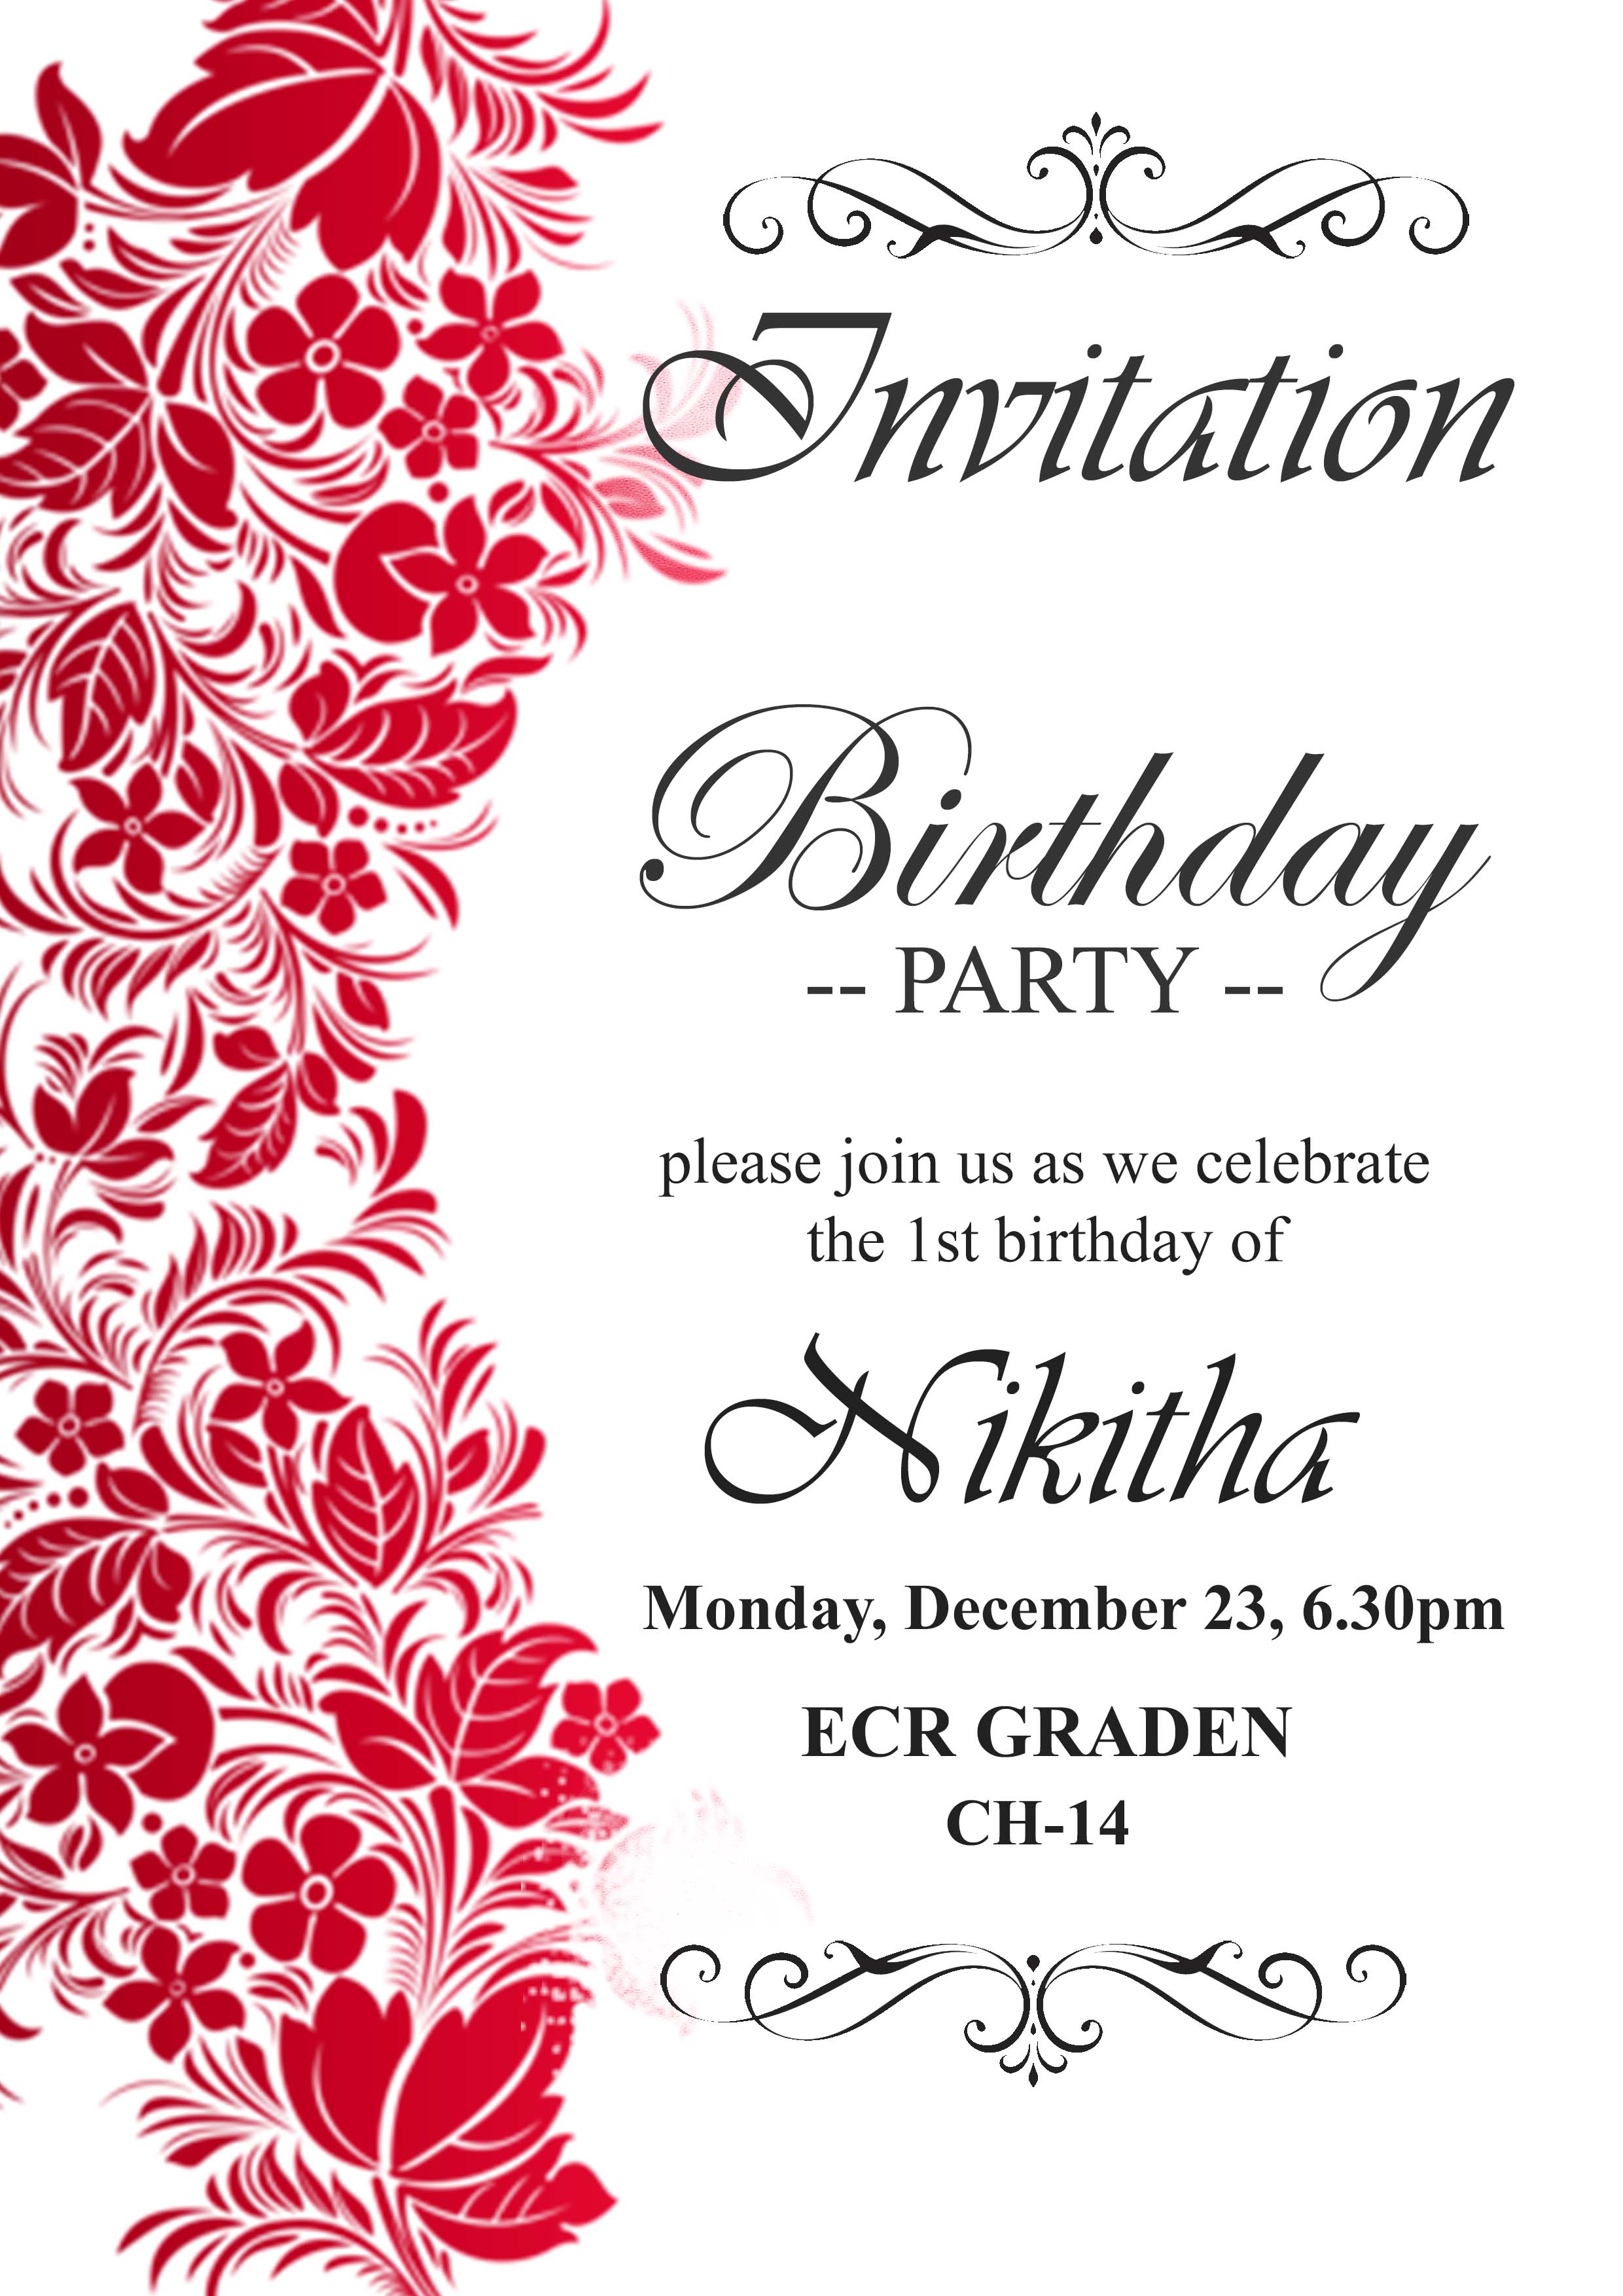 Invitation
Birthday
-- PARTY --
please join us as we celebrate
the 1st birthday of
Nikitha
Monday, December 23, 6.30pm
ECR GRADEN
CH-14